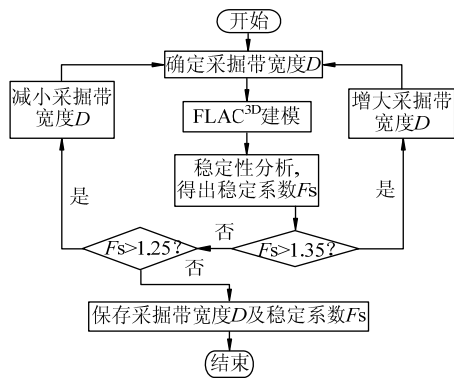 开始
确定采掘带宽度D
减小采掘带
宽度D
增大采掘带
宽度D
FLAC3D建模
稳定性分析,
得出稳定系数Fs
是
是
否
Fs>1.25?
Fs>1.35?
否
保存采掘带宽度D及稳定系数Fs
结束